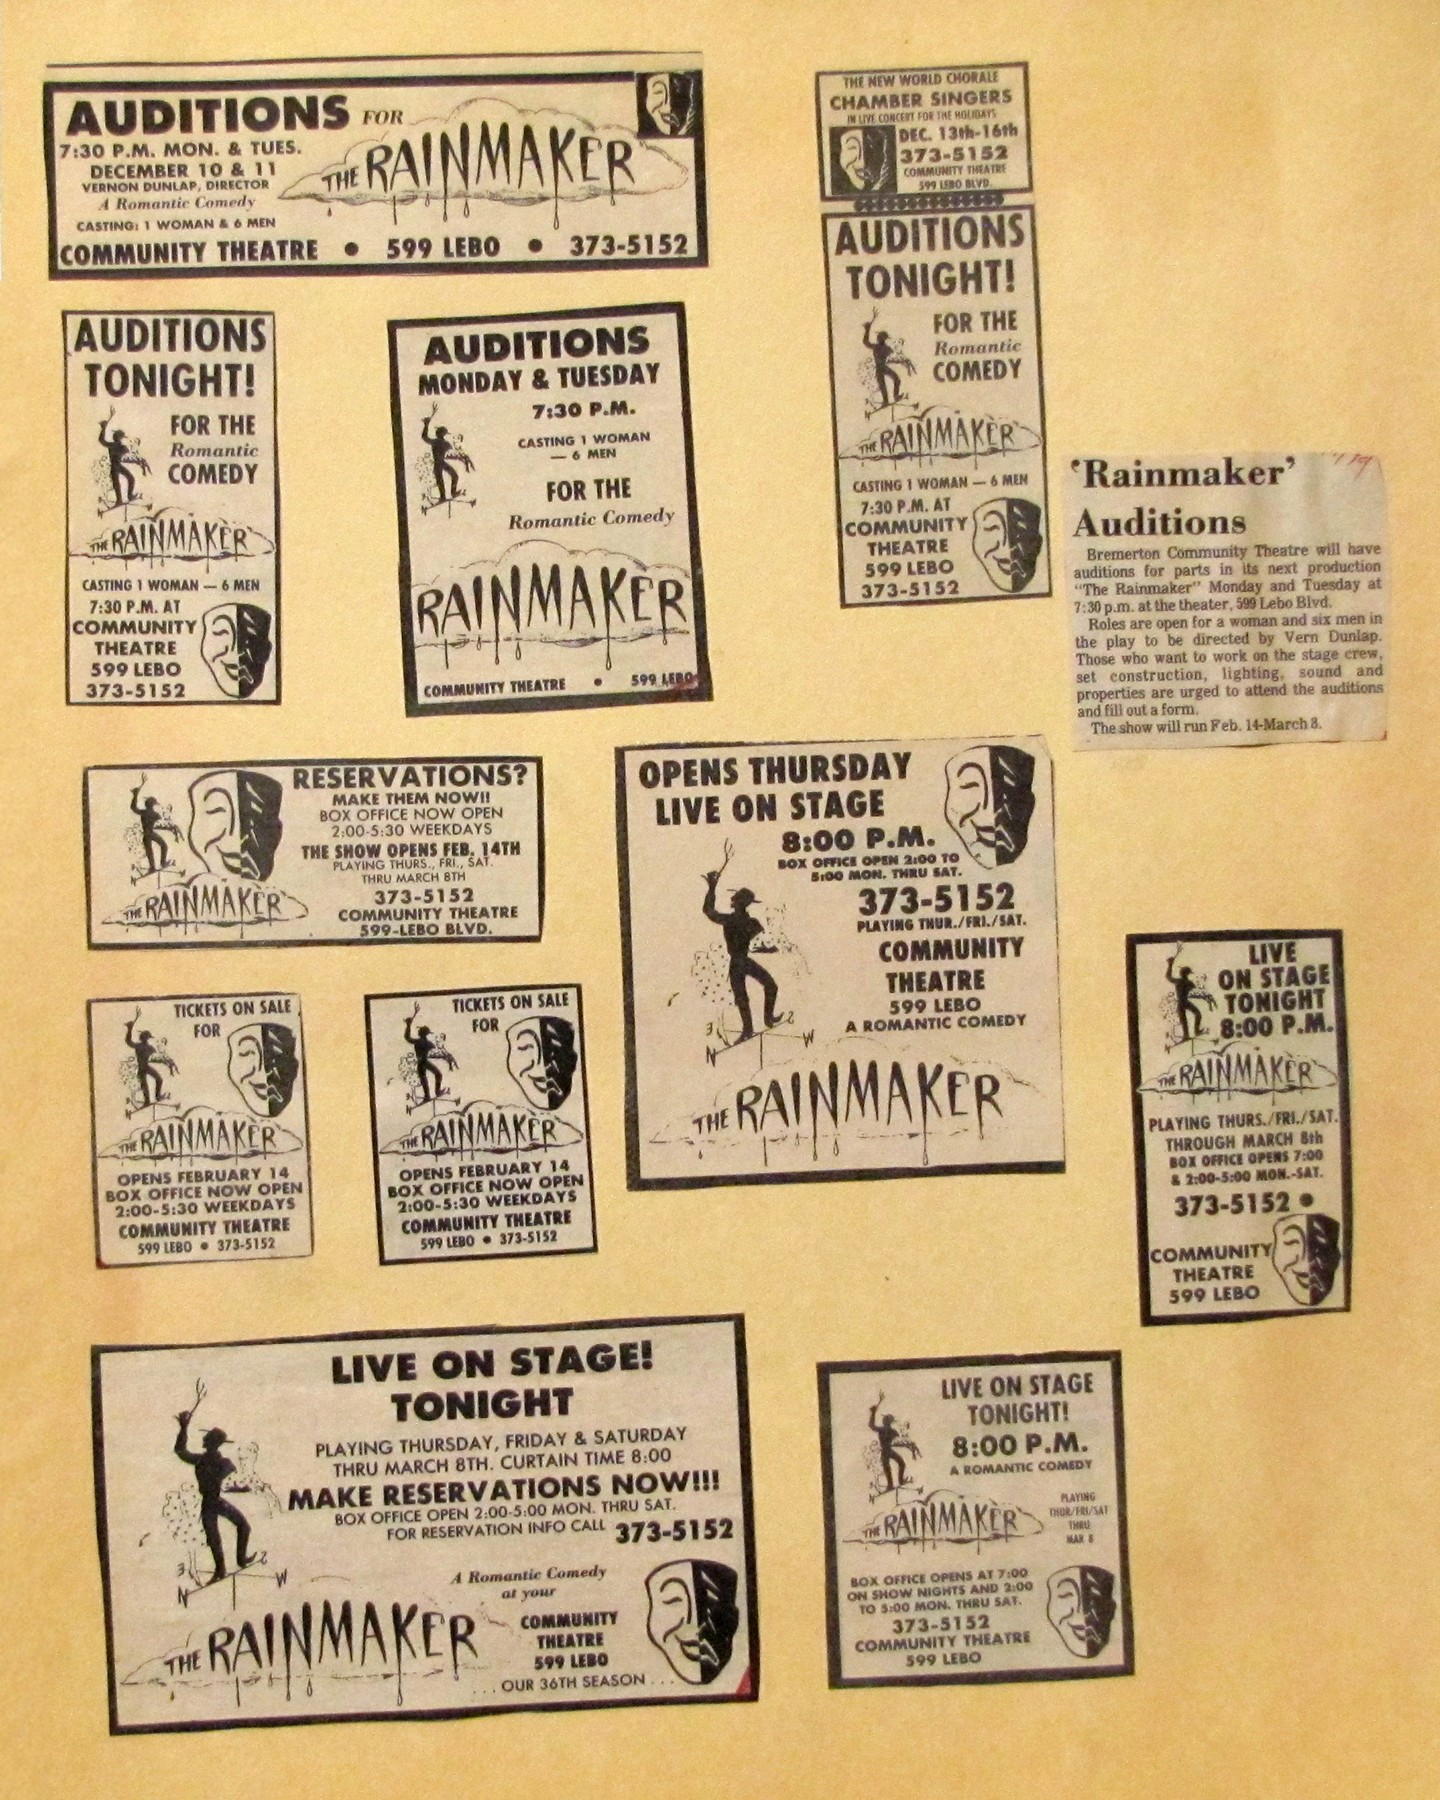 AUDITIONS FOR
THE RAINMAKER
7:30 P.M. MON. & TUES.
DECEMBER 10 & 11
VERNON DUNLAP, DIRECTOR
A Romantic Comedy
CASTING: 1 WOMAN & 6 MEN
COMMUNITY THEATRE • 599 LEBO • 373-5152
THE NEW WORLD CHORALE
CHAMBER SINGERS
IN LIVE CONCERT FOR THE HOLIDAYS
DEC. 13th-16th
373-5152
COMMUNITY THEATRE
599 LEBO BLVD.
AUDITIONS
TONIGHT!
FOR THE
Romantic
COMEDY
THE RAINMAKER
CASTING 1 WOMAN — 6 MEN
7:30 P.M. AT
COMMUNITY
THEATRE
599 LEBO
373-5152
AUDITIONS
TONIGHT!
FOR THE
Romantic
COMEDY
THE RAINMAKER
CASTING 1 WOMAN — 6 MEN
7:30 P.M. AT
COMMUNITY
THEATRE
599 LEBO
373-5152
AUDITIONS
MONDAY & TUESDAY
7:30 P.M.
CASTING 1 WOMAN
— 6 MEN
FOR THE
Romantic Comedy
RAINMAKER
COMMUNITY THEATRE • 599 LEBO
'Rainmaker'
Auditions
Bremerton Community Theatre will have
auditions for parts in its next production
"The Rainmaker" Monday and Tuesday at
7:30 p.m. at the theater, 599 Lebo Blvd.
Roles are open for a woman and six men in
the play to be directed by Vern Dunlap.
Those who want to work on the stage crew,
set construction, lighting, sound and
properties are urged to attend the auditions
and fill out a form.
The show will run Feb. 14-March 8.
RESERVATIONS?
MAKE THEM NOW!!
BOX OFFICE NOW OPEN
2:00-5:30 WEEKDAYS
THE SHOW OPENS FEB. 14TH
PLAYING THURS., FRI., SAT.
THRU MARCH 8TH
373-5152
COMMUNITY THEATRE
599-LEBO BLVD.
THE RAINMAKER
OPENS THURSDAY
LIVE ON STAGE
8:00 P.M.
BOX OFFICE OPEN 2:00 TO
5:00 MON. THRU SAT.
373-5152
PLAYING THUR./FRI./SAT.
COMMUNITY
THEATRE
599 LEBO
A ROMANTIC COMEDY
E S
N W
THE RAINMAKER
TICKETS ON SALE
FOR
THE RAINMAKER
OPENS FEBRUARY 14
BOX OFFICE NOW OPEN
2:00-5:30 WEEKDAYS
COMMUNITY THEATRE
599 LEBO • 373-5152
TICKETS ON SALE
FOR
THE RAINMAKER
OPENS FEBRUARY 14
BOX OFFICE NOW OPEN
2:00-5:30 WEEKDAYS
COMMUNITY THEATRE
599 LEBO • 373-5152
LIVE
ON STAGE
TONIGHT
8:00 P.M.
THE RAINMAKER
PLAYING THURS./FRI./SAT.
THROUGH MARCH 8th
BOX OFFICE OPENS 7:00
& 2:00-5:00 MON.-SAT.
373-5152 •
COMMUNITY
THEATRE
599 LEBO
LIVE ON STAGE!
TONIGHT
PLAYING THURSDAY, FRIDAY & SATURDAY
THRU MARCH 8TH. CURTAIN TIME 8:00
MAKE RESERVATIONS NOW!!!
BOX OFFICE OPEN 2:00-5:00 MON. THRU SAT.
FOR RESERVATION INFO CALL 373-5152
E S
N W
A Romantic Comedy
at your
THE RAINMAKER
COMMUNITY
THEATRE
599 LEBO
...OUR 36TH SEASON...
LIVE ON STAGE
TONIGHT!
8:00 P.M.
A ROMANTIC COMEDY
THE RAINMAKER
PLAYING
THUR/FRI/SAT
THRU
MAR 8
BOX OFFICE OPENS AT 7:00
ON SHOW NIGHTS AND 2:00
TO 5:00 MON. THRU SAT.
373-5152
COMMUNITY THEATRE
599 LEBO